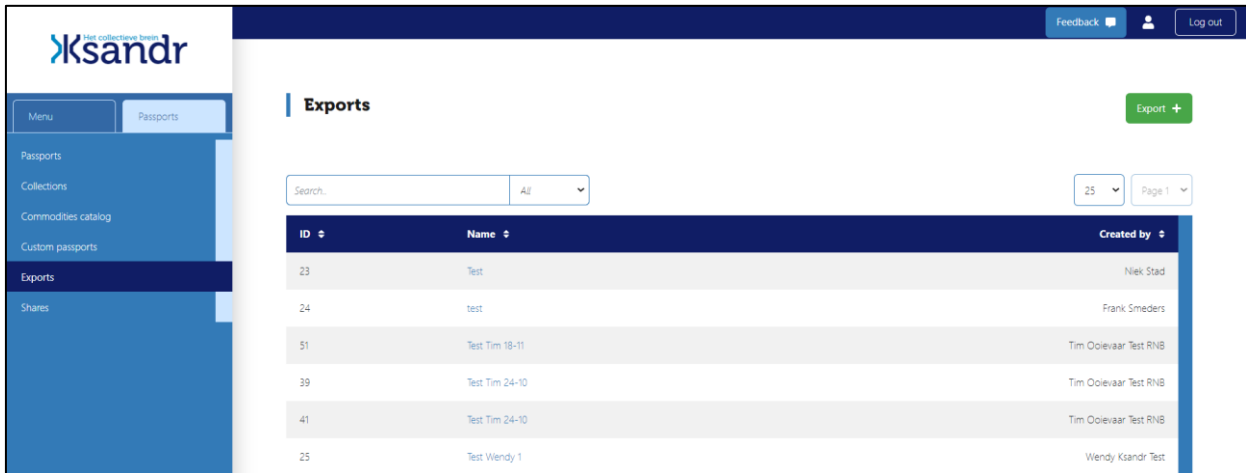 Feedback Log out
Het collectieve brein
Ksandr
Exports
Export +
Menu Passports
Passports
Collections
Commodities catalog
Custom passports
Exports
Shares
Search.. All 25 Page 1
ID Name Created by
23 Test Niek Stad
24 test Frank Smeders
51 Test Tim 18-11 Tim Ooievaar Test RNB
39 Test Tim 24-10 Tim Ooievaar Test RNB
41 Test Tim 24-10 Tim Ooievaar Test RNB
25 Test Wendy 1 Wendy Ksandr Test